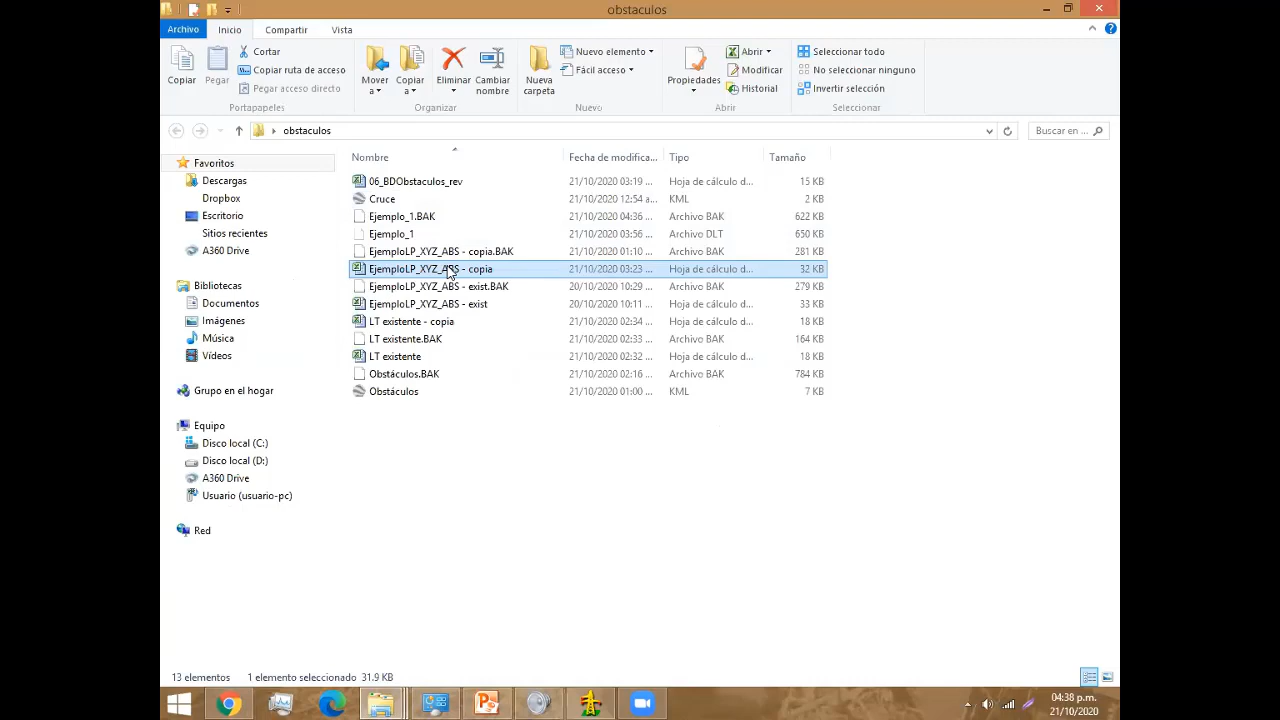 obstaculos
Archivo Inicio Compartir Vista
Copiar
Pegar
Cortar
Copiar ruta de acceso
Pegar acceso directo
Portapapeles
Mover a
Copiar a
Eliminar
Cambiar nombre
Organizar
Nueva carpeta
Nuevo elemento
Fácil acceso
Nuevo
Propiedades
Abrir
Modificar
Historial
Abrir
Seleccionar todo
No seleccionar ninguno
Invertir selección
Seleccionar
obstaculos
Buscar en ...
Favoritos
Descargas
Dropbox
Escritorio
Sitios recientes
A360 Drive
Bibliotecas
Documentos
Imágenes
Música
Vídeos
Grupo en el hogar
Equipo
Disco local (C:)
Disco local (D:)
A360 Drive
Usuario (usuario-pc)
Red
Nombre Fecha de modifica... Tipo Tamaño
06_BDObstaculos_rev 21/10/2020 03:19 ... Hoja de cálculo d... 15 KB
Cruce 21/10/2020 12:54 a... KML 2 KB
Ejemplo_1.BAK 21/10/2020 04:36 ... Archivo BAK 622 KB
Ejemplo_1 21/10/2020 03:56 ... Archivo DLT 650 KB
EjemploLP_XYZ_ABS - copia.BAK 21/10/2020 01:10 ... Archivo BAK 281 KB
EjemploLP_XYZ_ABS - copia 21/10/2020 03:23 ... Hoja de cálculo d... 32 KB
EjemploLP_XYZ_ABS - exist.BAK 20/10/2020 10:29 ... Archivo BAK 279 KB
EjemploLP_XYZ_ABS - exist 20/10/2020 10:11 ... Hoja de cálculo d... 33 KB
LT existente - copia 21/10/2020 02:34 ... Hoja de cálculo d... 18 KB
LT existente.BAK 21/10/2020 02:33 ... Archivo BAK 164 KB
LT existente 21/10/2020 02:32 ... Hoja de cálculo d... 18 KB
Obstáculos.BAK 21/10/2020 02:16 ... Archivo BAK 784 KB
Obstáculos 21/10/2020 01:00 ... KML 7 KB
13 elementos 1 elemento seleccionado 31.9 KB
04:38 p.m.
21/10/2020